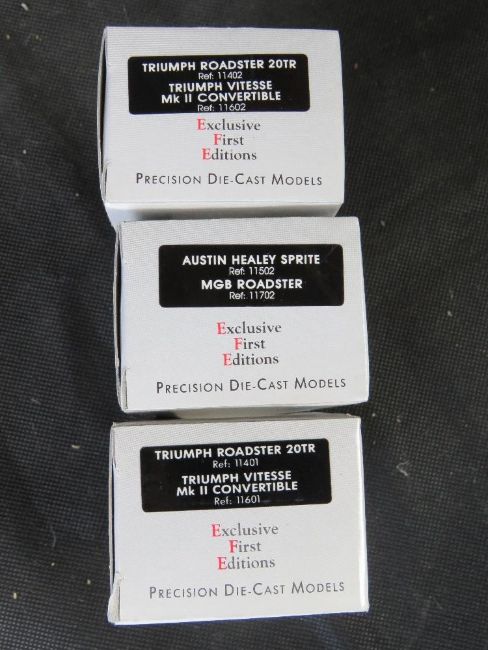 TRIUMPH ROADSTER 20TR
Ref: 11402
TRIUMPH VITESSE
Mk II CONVERTIBLE
Ref: 11602
Exclusive
First
Editions
PRECISION DIE-CAST MODELS
AUSTIN HEALEY SPRITE
Ref: 11502
MGB ROADSTER
Ref: 11702
Exclusive
First
Editions
PRECISION DIE-CAST MODELS
TRIUMPH ROADSTER 20TR
Ref: 11401
TRIUMPH VITESSE
Mk II CONVERTIBLE
Ref: 11601
Exclusive
First
Editions
PRECISION DIE-CAST MODELS